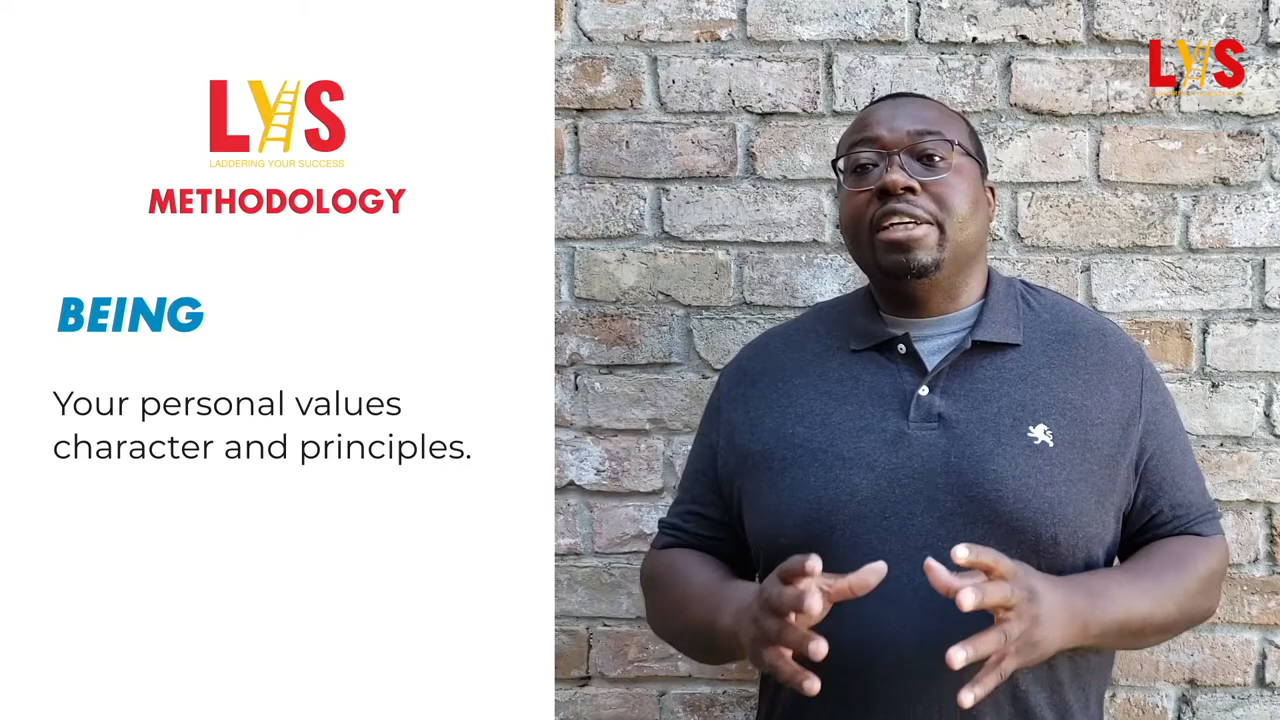 LYS
LADDERING YOUR SUCCESS
METHODOLOGY
BEING
Your personal values
character and principles.
LYS